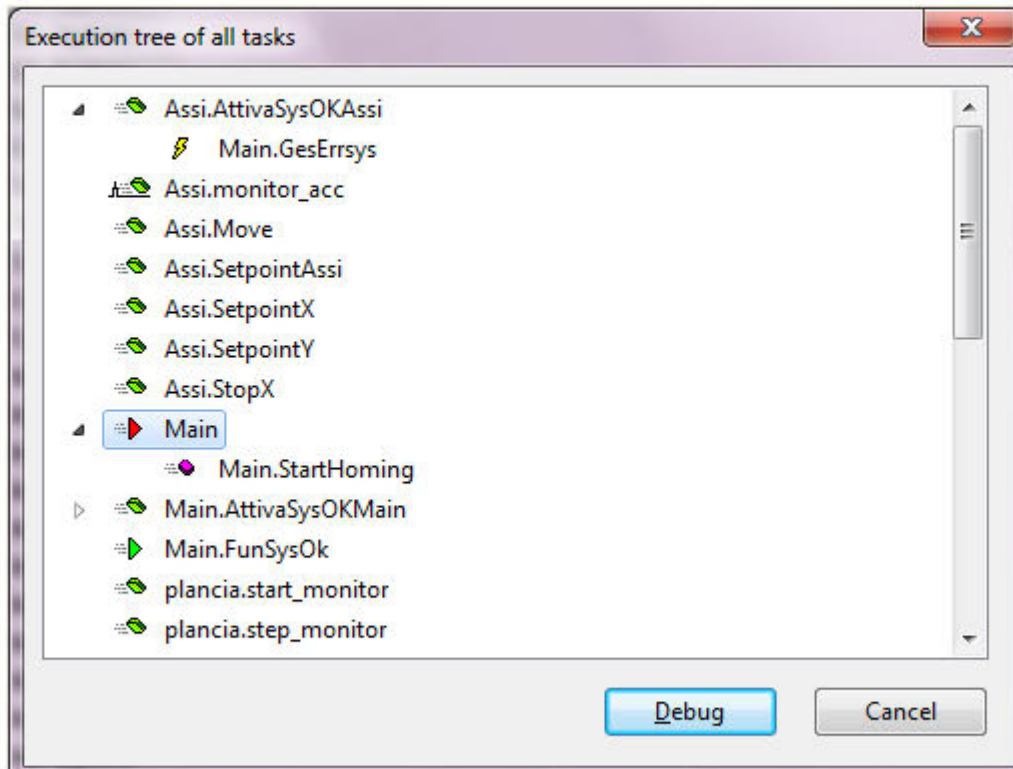 Execution tree of all tasks
Assi.AttivaSysOKAssi
Main.GesErrsys
Assi.monitor_acc
Assi.Move
Assi.SetpointAssi
Assi.SetpointX
Assi.SetpointY
Assi.StopX
Main
Main.StartHoming
Main.AttivaSysOKMain
Main.FunSysOk
plancia.start_monitor
plancia.step_monitor
Debug Cancel